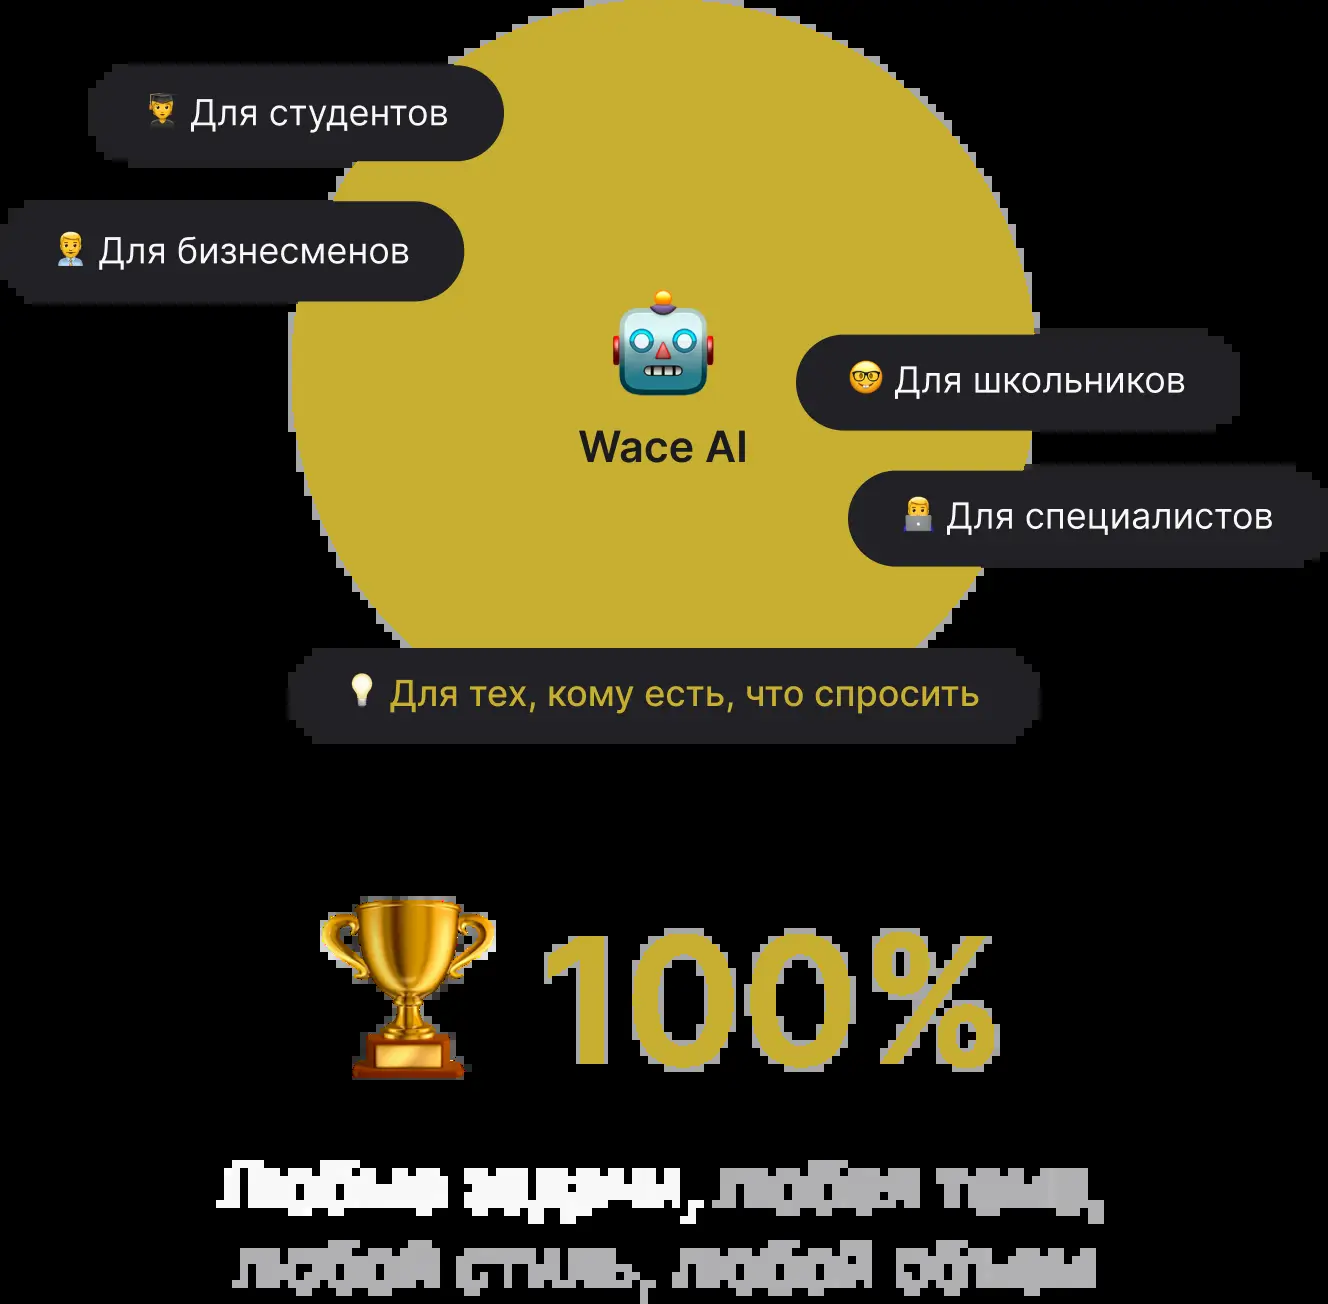 Для студентов
Для бизнесменов
Wace AI
Для школьников
Для специалистов
Для тех, кому есть, что спросить
100%
Любые задачи, любая тема,
любой стиль, любой объем